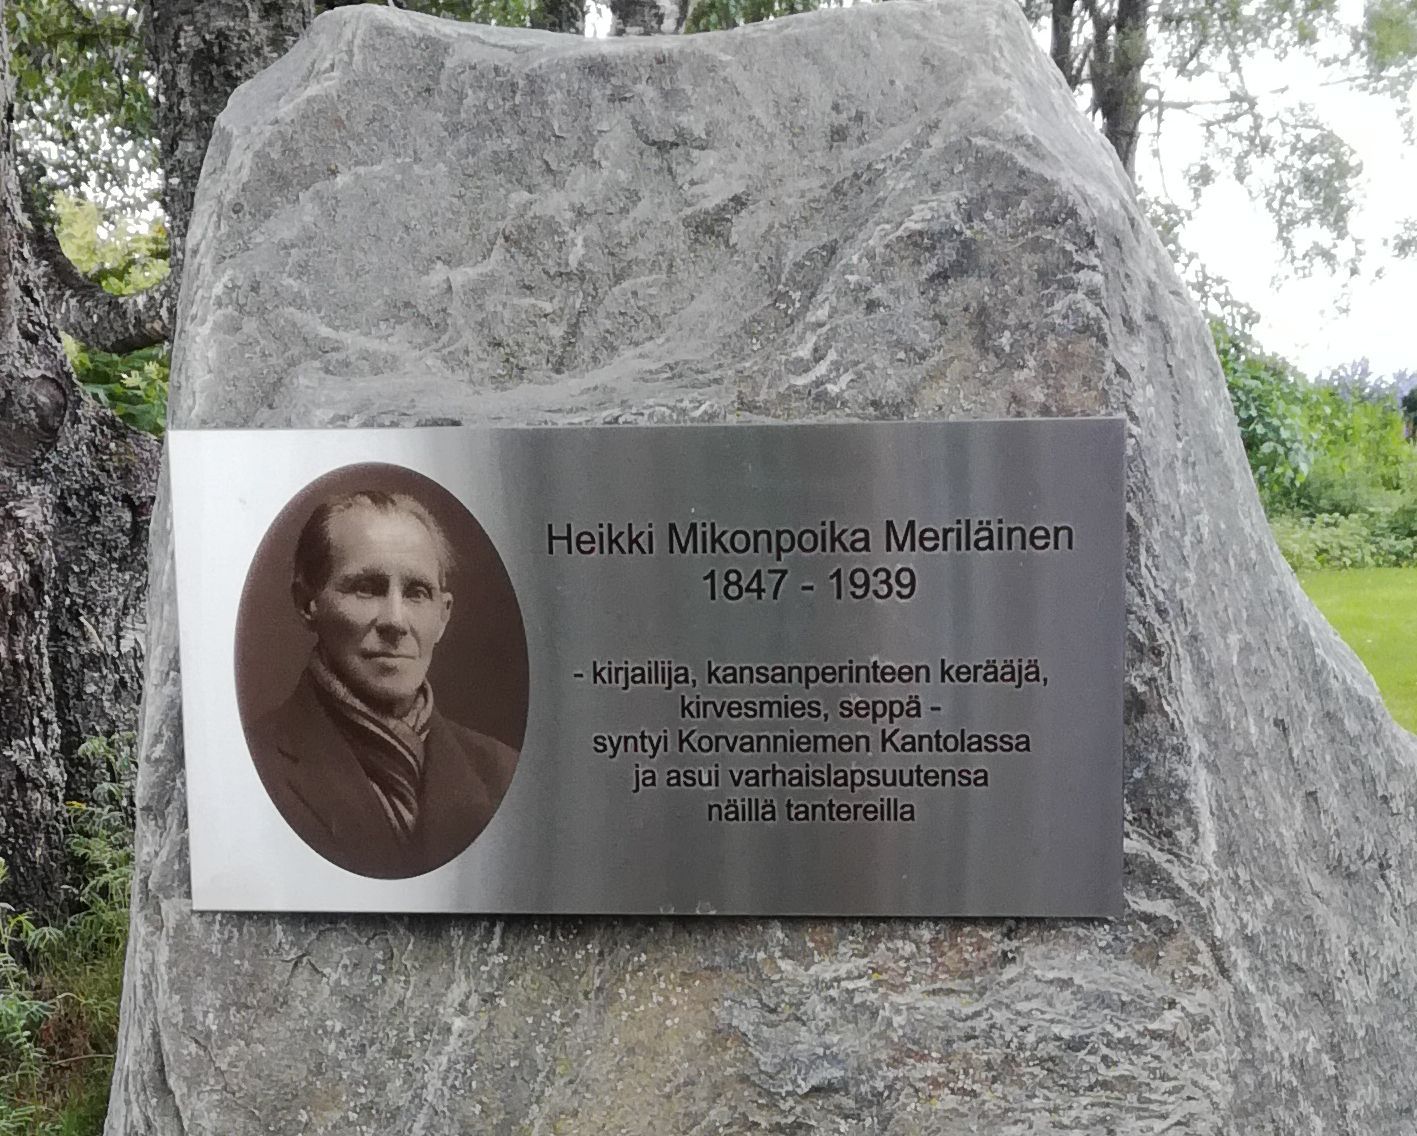 Heikki Mikonpoika Meriläinen
1847 - 1939
- kirjailija, kansanperinteen kerääjä,
kirvesmies, seppä -
syntyi Korvanniemen Kantolassa
ja asui varhaislapsuutensa
näillä tantereilla